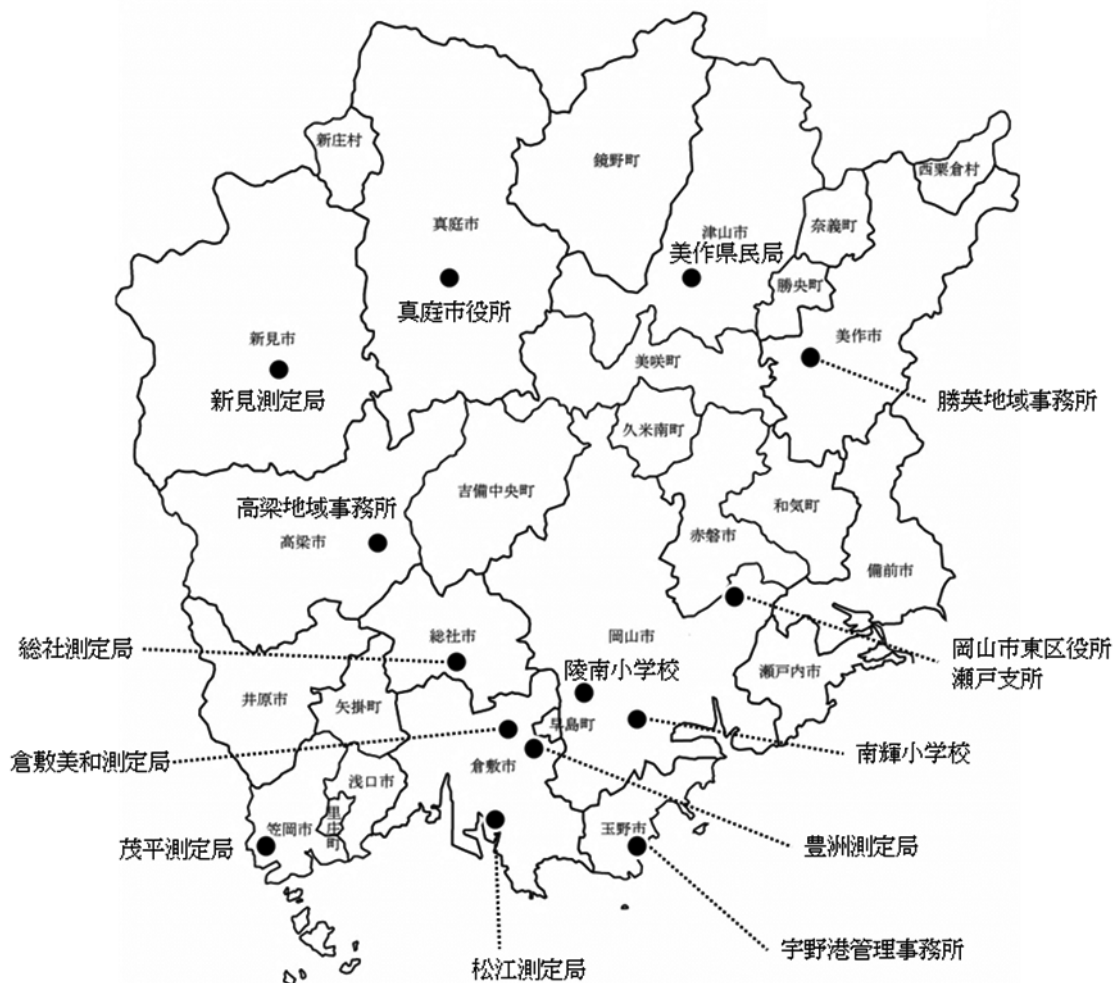 新庄村
鏡野町
西粟倉村
奈義町
真庭市
津山市
美作県民局
勝央町
真庭市役所
新見市
美作市
美咲町
新見測定局
勝英地域事務所
久米南町
吉備中央町
高梁地域事務所
和気町
高梁市
赤磐市
備前市
総社市
岡山市
総社測定局
岡山市東区役所
瀬戸支所
陵南小学校
瀬戸内市
井原市
矢掛町
早島町
南輝小学校
倉敷美和測定局
倉敷市
浅口市
里庄町
笠岡市
玉野市
茂平測定局
豊洲測定局
宇野港管理事務所
松江測定局